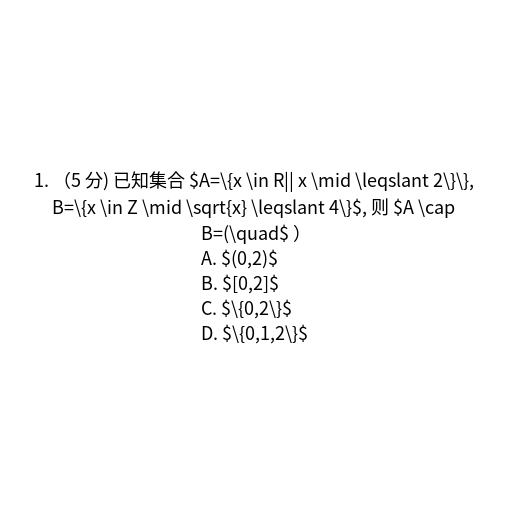 1. （5 分) 已知集合 $A=\{x \in R|| x \mid \leqslant 2\}\},
B=\{x \in Z \mid \sqrt{x} \leqslant 4\}$, 则 $A \cap
B=(\quad$ ）
A. $(0,2)$
B. $[0,2]$
C. $\{0,2\}$
D. $\{0,1,2\}$